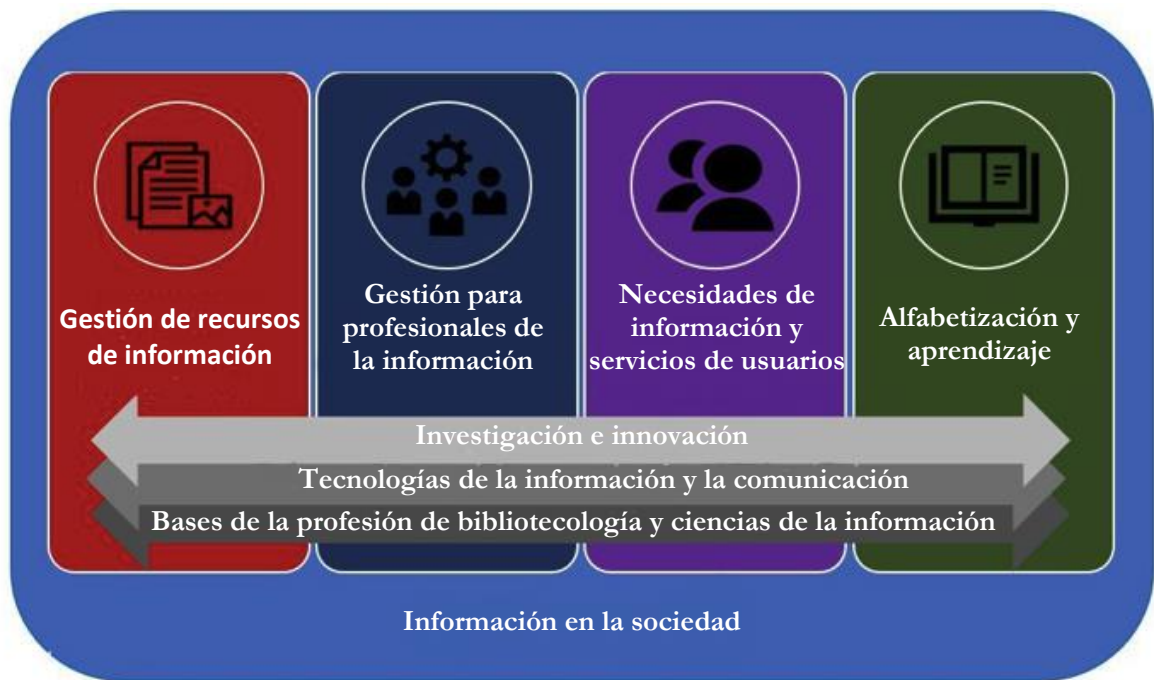 Gestión de recursos
de información
Gestión para
profesionales de
la información
Necesidades de
información y
servicios de usuarios
Alfabetización y
aprendizaje
Investigación e innovación
Tecnologías de la información y la comunicación
Bases de la profesión de bibliotecología y ciencias de la información
Información en la sociedad